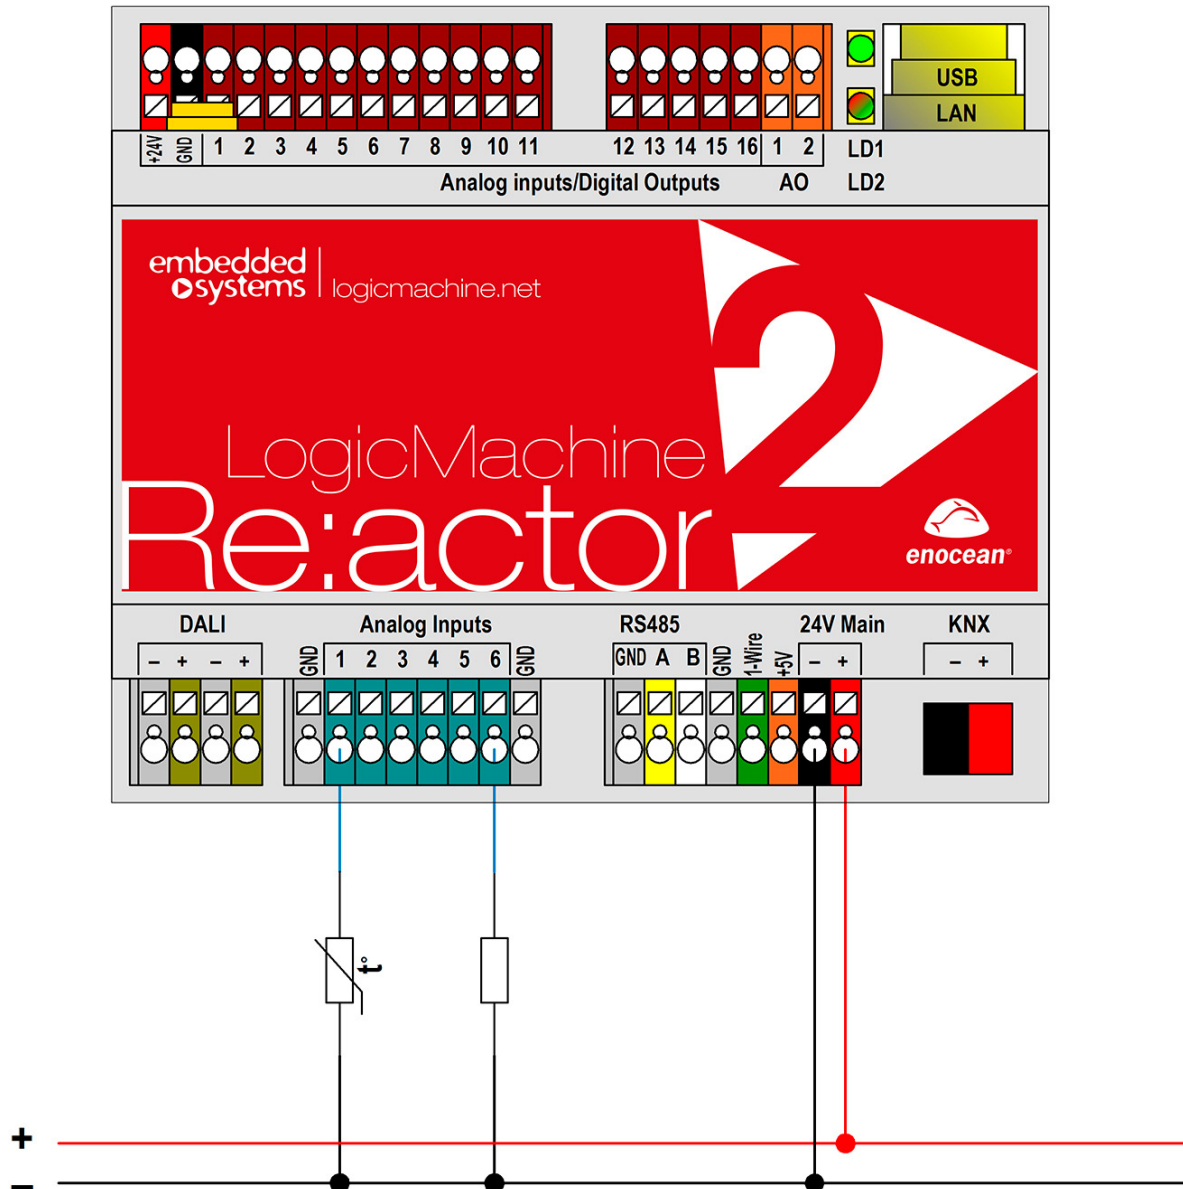 USB
LAN
+24V GND 1 2 3 4 5 6 7 8 9 10 11 12 13 14 15 16 1 2 LD1
Analog inputs/Digital Outputs AO LD2
embedded
systems
logicmachine.net
2
LogicMachine
Re:actor
enocean®
DALI Analog Inputs RS485 24V Main KNX
– + – + GND 1 2 3 4 5 6 GND GND A B GND 1-Wire +5V – + – +
t°
+
–